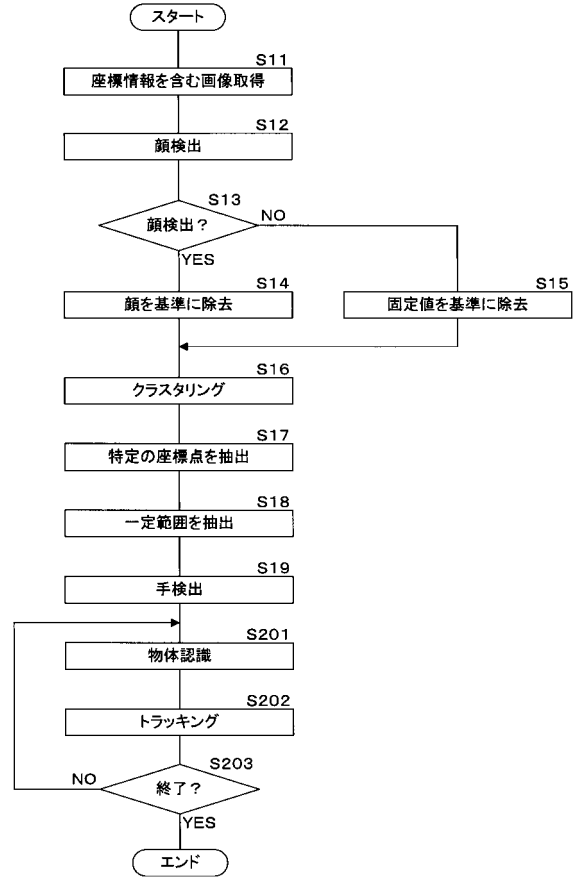 スタート
S11
座標情報を含む画像取得
S12
顔検出
S13
顔検出?
NO
YES
S14
顔を基準に除去
S15
固定値を基準に除去
S16
クラスタリング
S17
特定の座標点を抽出
S18
一定範囲を抽出
S19
手検出
S201
物体認識
S202
トラッキング
S203
NO
終了?
YES
エンド